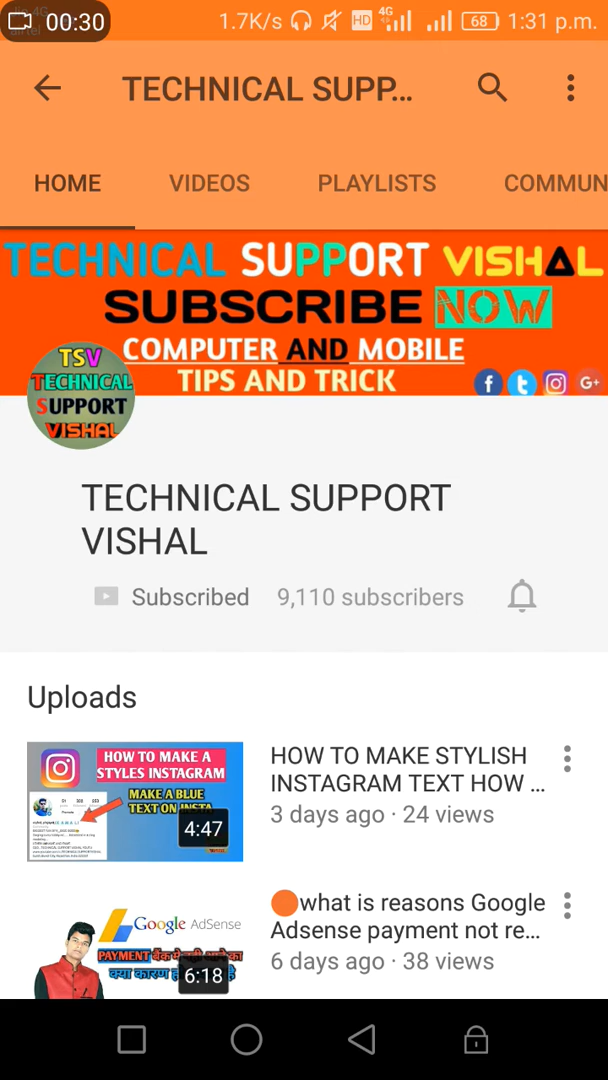 00:30 1.7K/s HD 4G 68 1:31 p.m.
TECHNICAL SUPP...
HOME VIDEOS PLAYLISTS COMMUN
TECHNICAL SUPPORT VISHAL
SUBSCRIBE NOW
COMPUTER AND MOBILE
TIPS AND TRICK
f t G+
TSV
TECHNICAL
SUPPORT
VISHAL
TECHNICAL SUPPORT
VISHAL
Subscribed 9,110 subscribers
Uploads
HOW TO MAKE A
STYLES INSTAGRAM
MAKE A BLUE
TEXT ON INSTA
4:47
HOW TO MAKE STYLISH
INSTAGRAM TEXT HOW ...
3 days ago · 24 views
Google AdSense
PAYMENT बैंक में नही आने का
क्या कारण है
6:18
what is reasons Google
Adsense payment not re...
6 days ago · 38 views